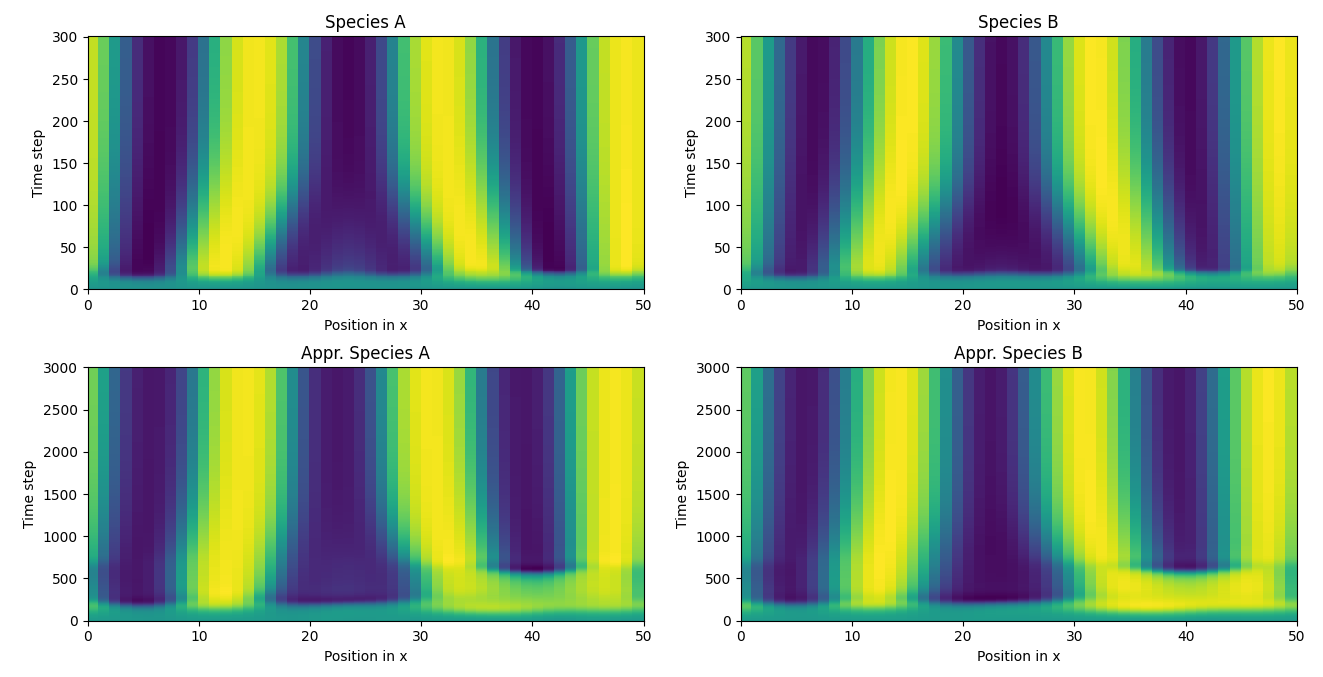 Species A
Species B
300
250
200
150
100
50
0
Time step
0 10 20 30 40 50
Position in x
300
250
200
150
100
50
0
Time step
0 10 20 30 40 50
Position in x
Appr. Species A
Appr. Species B
3000
2500
2000
1500
1000
500
0
Time step
0 10 20 30 40 50
Position in x
3000
2500
2000
1500
1000
500
0
Time step
0 10 20 30 40 50
Position in x